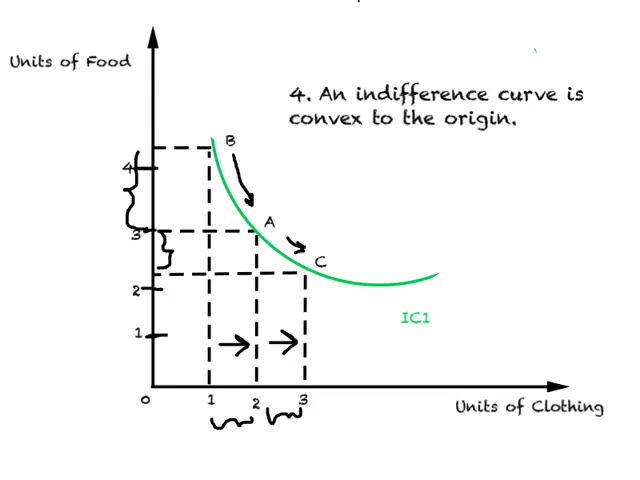 Units of Food
4. An indifference curve is
convex to the origin.
B
4
A
3
C
2
IC1
1
0 1 2 3
Units of Clothing